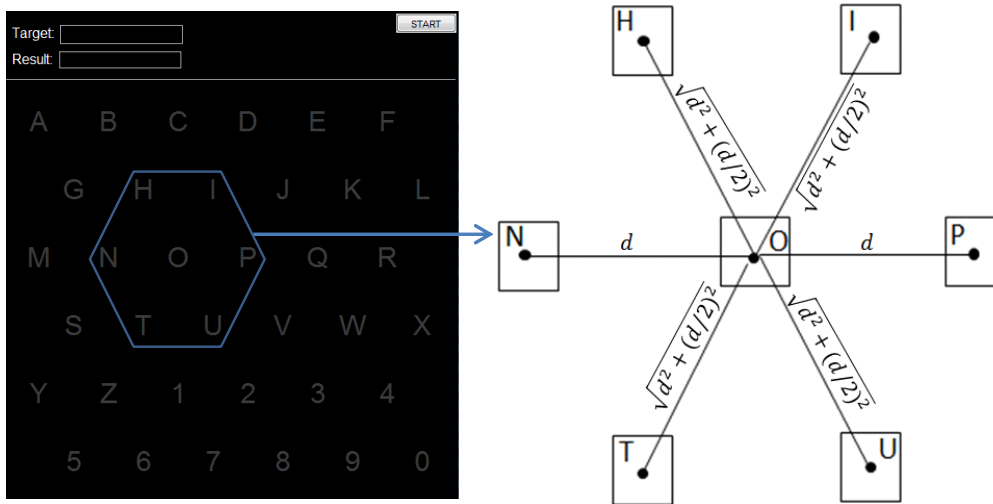 Target:
START
Result:
A B C D E F
G H I J K L
M N O P Q R
S T U V W X
Y Z 1 2 3 4
5 6 7 8 9 0
H I
√d² + (d/2)² √d² + (d/2)²
N d O d P
√d² + (d/2)² √d² + (d/2)²
T U